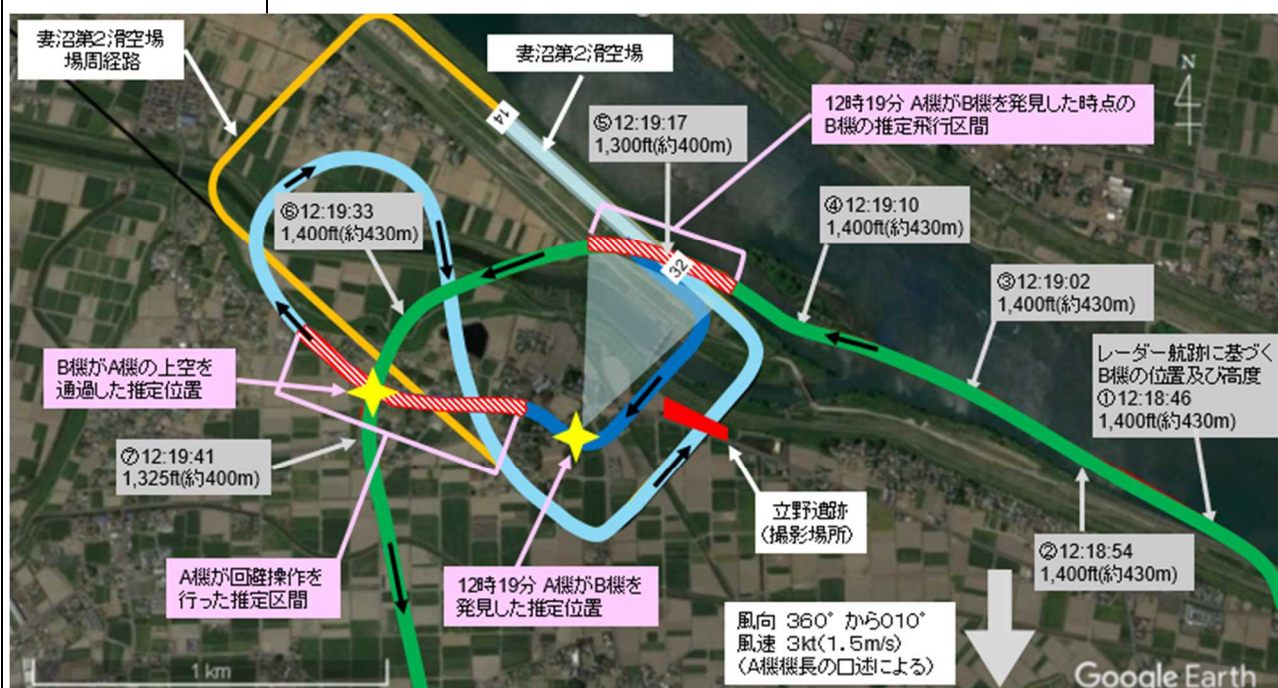 妻沼第2滑空場
場周経路
妻沼第2滑空場
N
12時19分 A機がB機を発見した時点の
B機の推定飛行区間
14
⑤12:19:17
1,300ft(約400m)
④12:19:10
1,400ft(約430m)
⑥12:19:33
1,400ft(約430m)
32
③12:19:02
1,400ft(約430m)
レーダー航跡に基づく
B機の位置及び高度
①12:18:46
1,400ft(約430m)
B機がA機の上空を
通過した推定位置
⑦12:19:41
1,325ft(約400m)
立野遺跡
(撮影場所)
②12:18:54
1,400ft(約430m)
A機が回避操作を
行った推定区間
12時19分 A機がB機を
発見した推定位置
風向 360°から010°
風速 3kt(1.5m/s)
(A機機長の口述による)
1 km
Google Earth